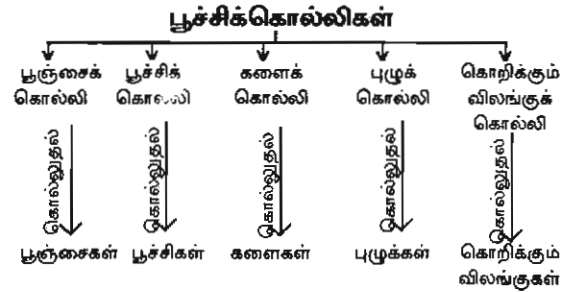 பூச்சிக்கொல்லிகள்
பூஞ்சைக் கொல்லி
பூச்சிக் கொல்லி
களைக் கொல்லி
புழுக் கொல்லி
கொறிக்கும் விலங்குக் கொல்லி
கொல்லுதல்
கொல்லுதல்
கொல்லுதல்
கொல்லுதல்
கொல்லுதல்
பூஞ்சைகள்
பூச்சிகள்
களைகள்
புழுக்கள்
கொறிக்கும் விலங்குகள்